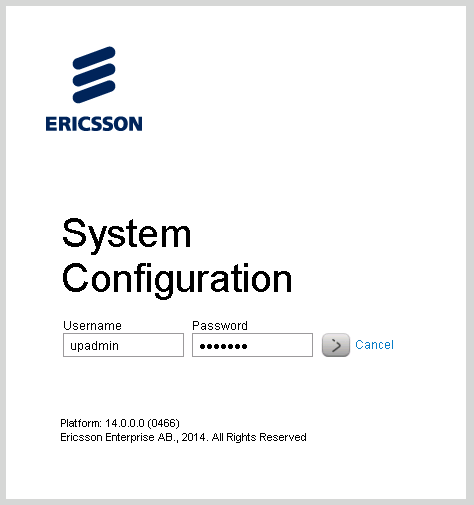 ERICSSON
System
Configuration
Username Password
upadmin ●●●●●●● Cancel
Platform: 14.0.0.0 (0466)
Ericsson Enterprise AB., 2014. All Rights Reserved